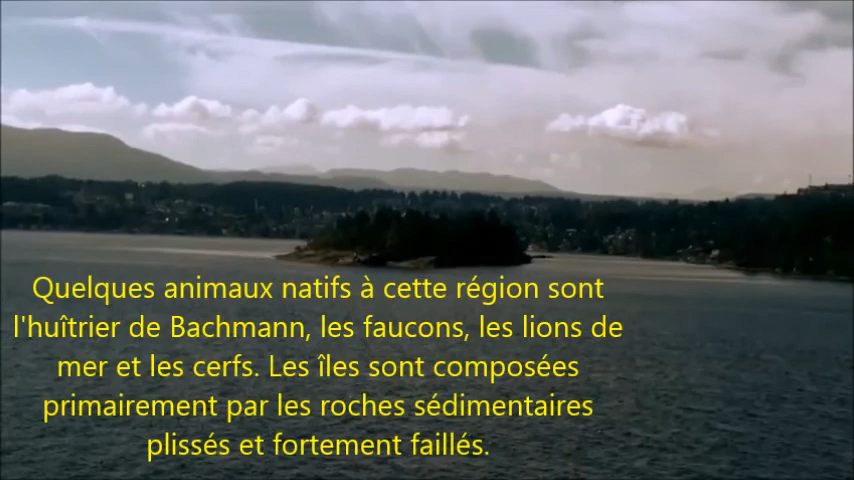 Quelques animaux natifs à cette région sont
l'huîtrier de Bachmann, les faucons, les lions de
mer et les cerfs. Les îles sont composées
primairement par les roches sédimentaires
plissés et fortement faillés.